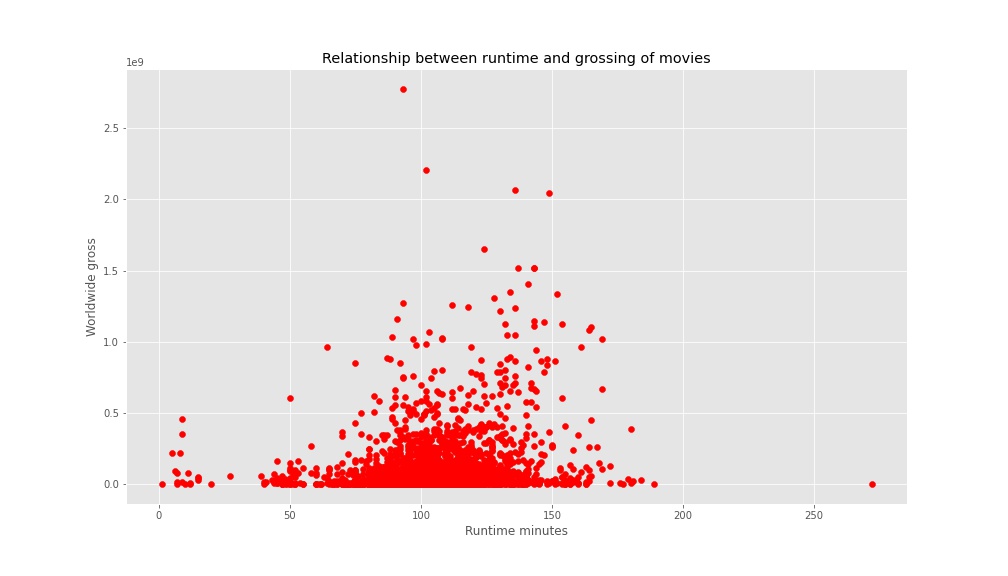 Relationship between runtime and grossing of movies
1e9
2.5
2.0
1.5
1.0
0.5
0.0
Worldwide gross
0 50 100 150 200 250
Runtime minutes